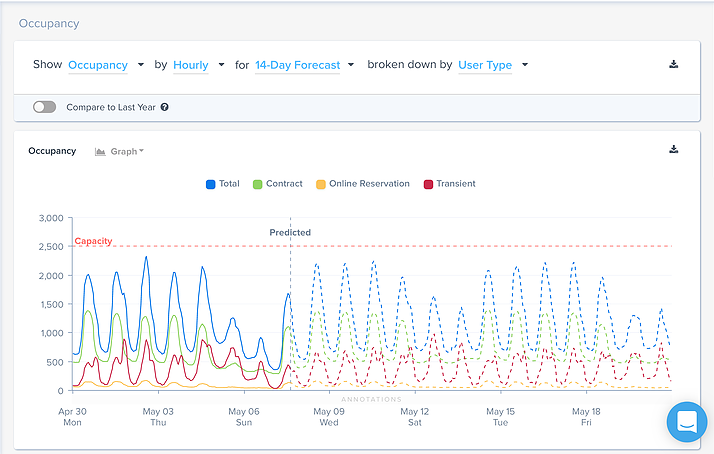 Occupancy
Show Occupancy by Hourly for 14-Day Forecast broken down by User Type
Compare to Last Year ?
Occupancy Graph
Total Contract Online Reservation Transient
3,000
Predicted
Capacity
2,500
2,000
1,500
1,000
500
0
ANNOTATIONS
Apr 30 May 03 May 06 May 09 May 12 May 15 May 18
Mon Thu Sun Wed Sat Tue Fri